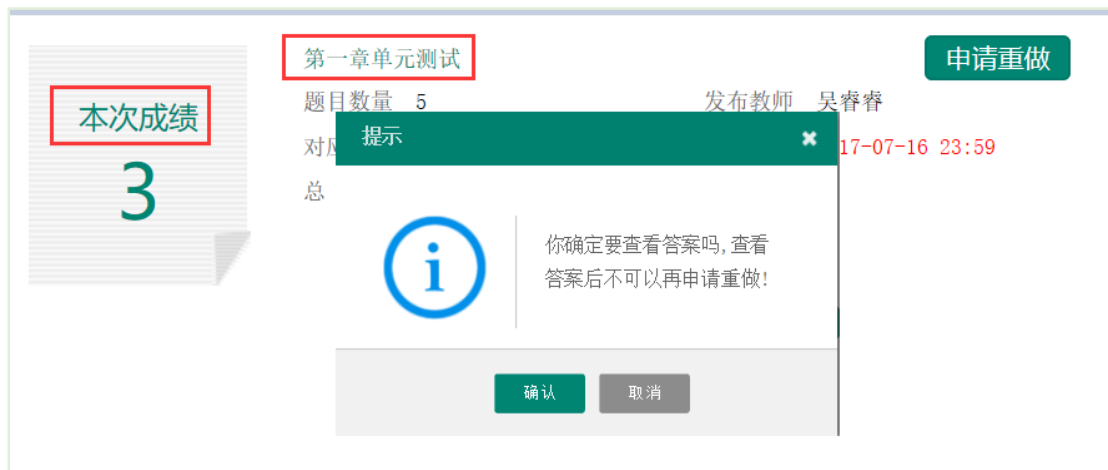 第一章单元测试
申请重做
本次成绩
3
题目数量 5 发布教师 吴睿睿
对
17-07-16 23:59
总
提示
你确定要查看答案吗,查看
答案后不可以再申请重做!
确认 取消